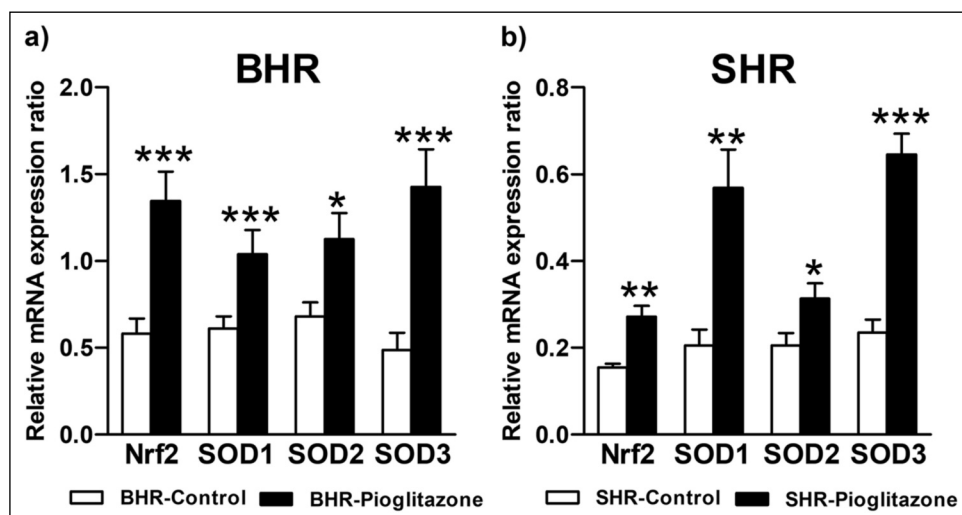 a)
BHR
Relative mRNA expression ratio
2.0
1.5
1.0
0.5
0.0
***
***
*
***
Nrf2 SOD1 SOD2 SOD3
BHR-Control BHR-Pioglitazone
b)
SHR
Relative mRNA expression ratio
0.8
0.6
0.4
0.2
0.0
**
**
*
***
Nrf2 SOD1 SOD2 SOD3
SHR-Control SHR-Pioglitazone